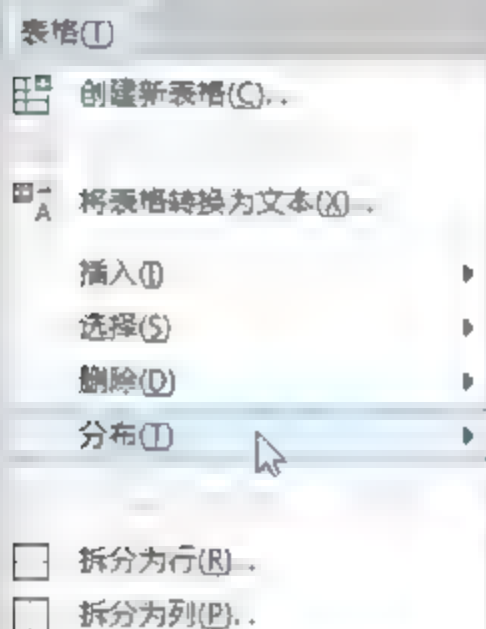 表格(T)
创建新表格(C)...
将表格转换为文本(X)...
插入(I)
选择(S)
删除(D)
分布(T)
拆分为行(R)...
拆分为列(P)...